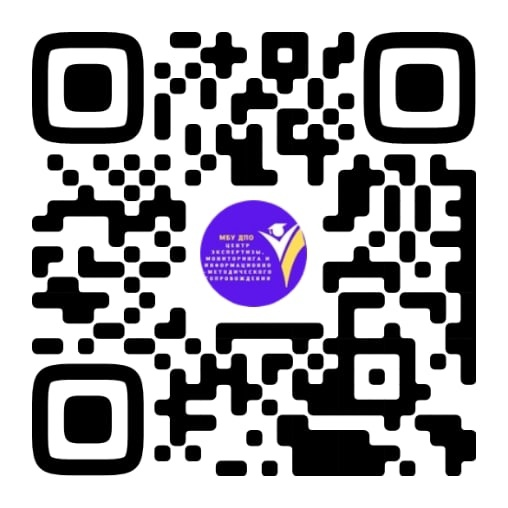 МБУ ДПО
ЦЕНТР
ЭКСПЕРТИЗЫ,
МОНИТОРИНГА И
ИНФОРМАЦИОННО
-МЕТОДИЧЕСКОГО
СОПРОВОЖДЕНИЯ